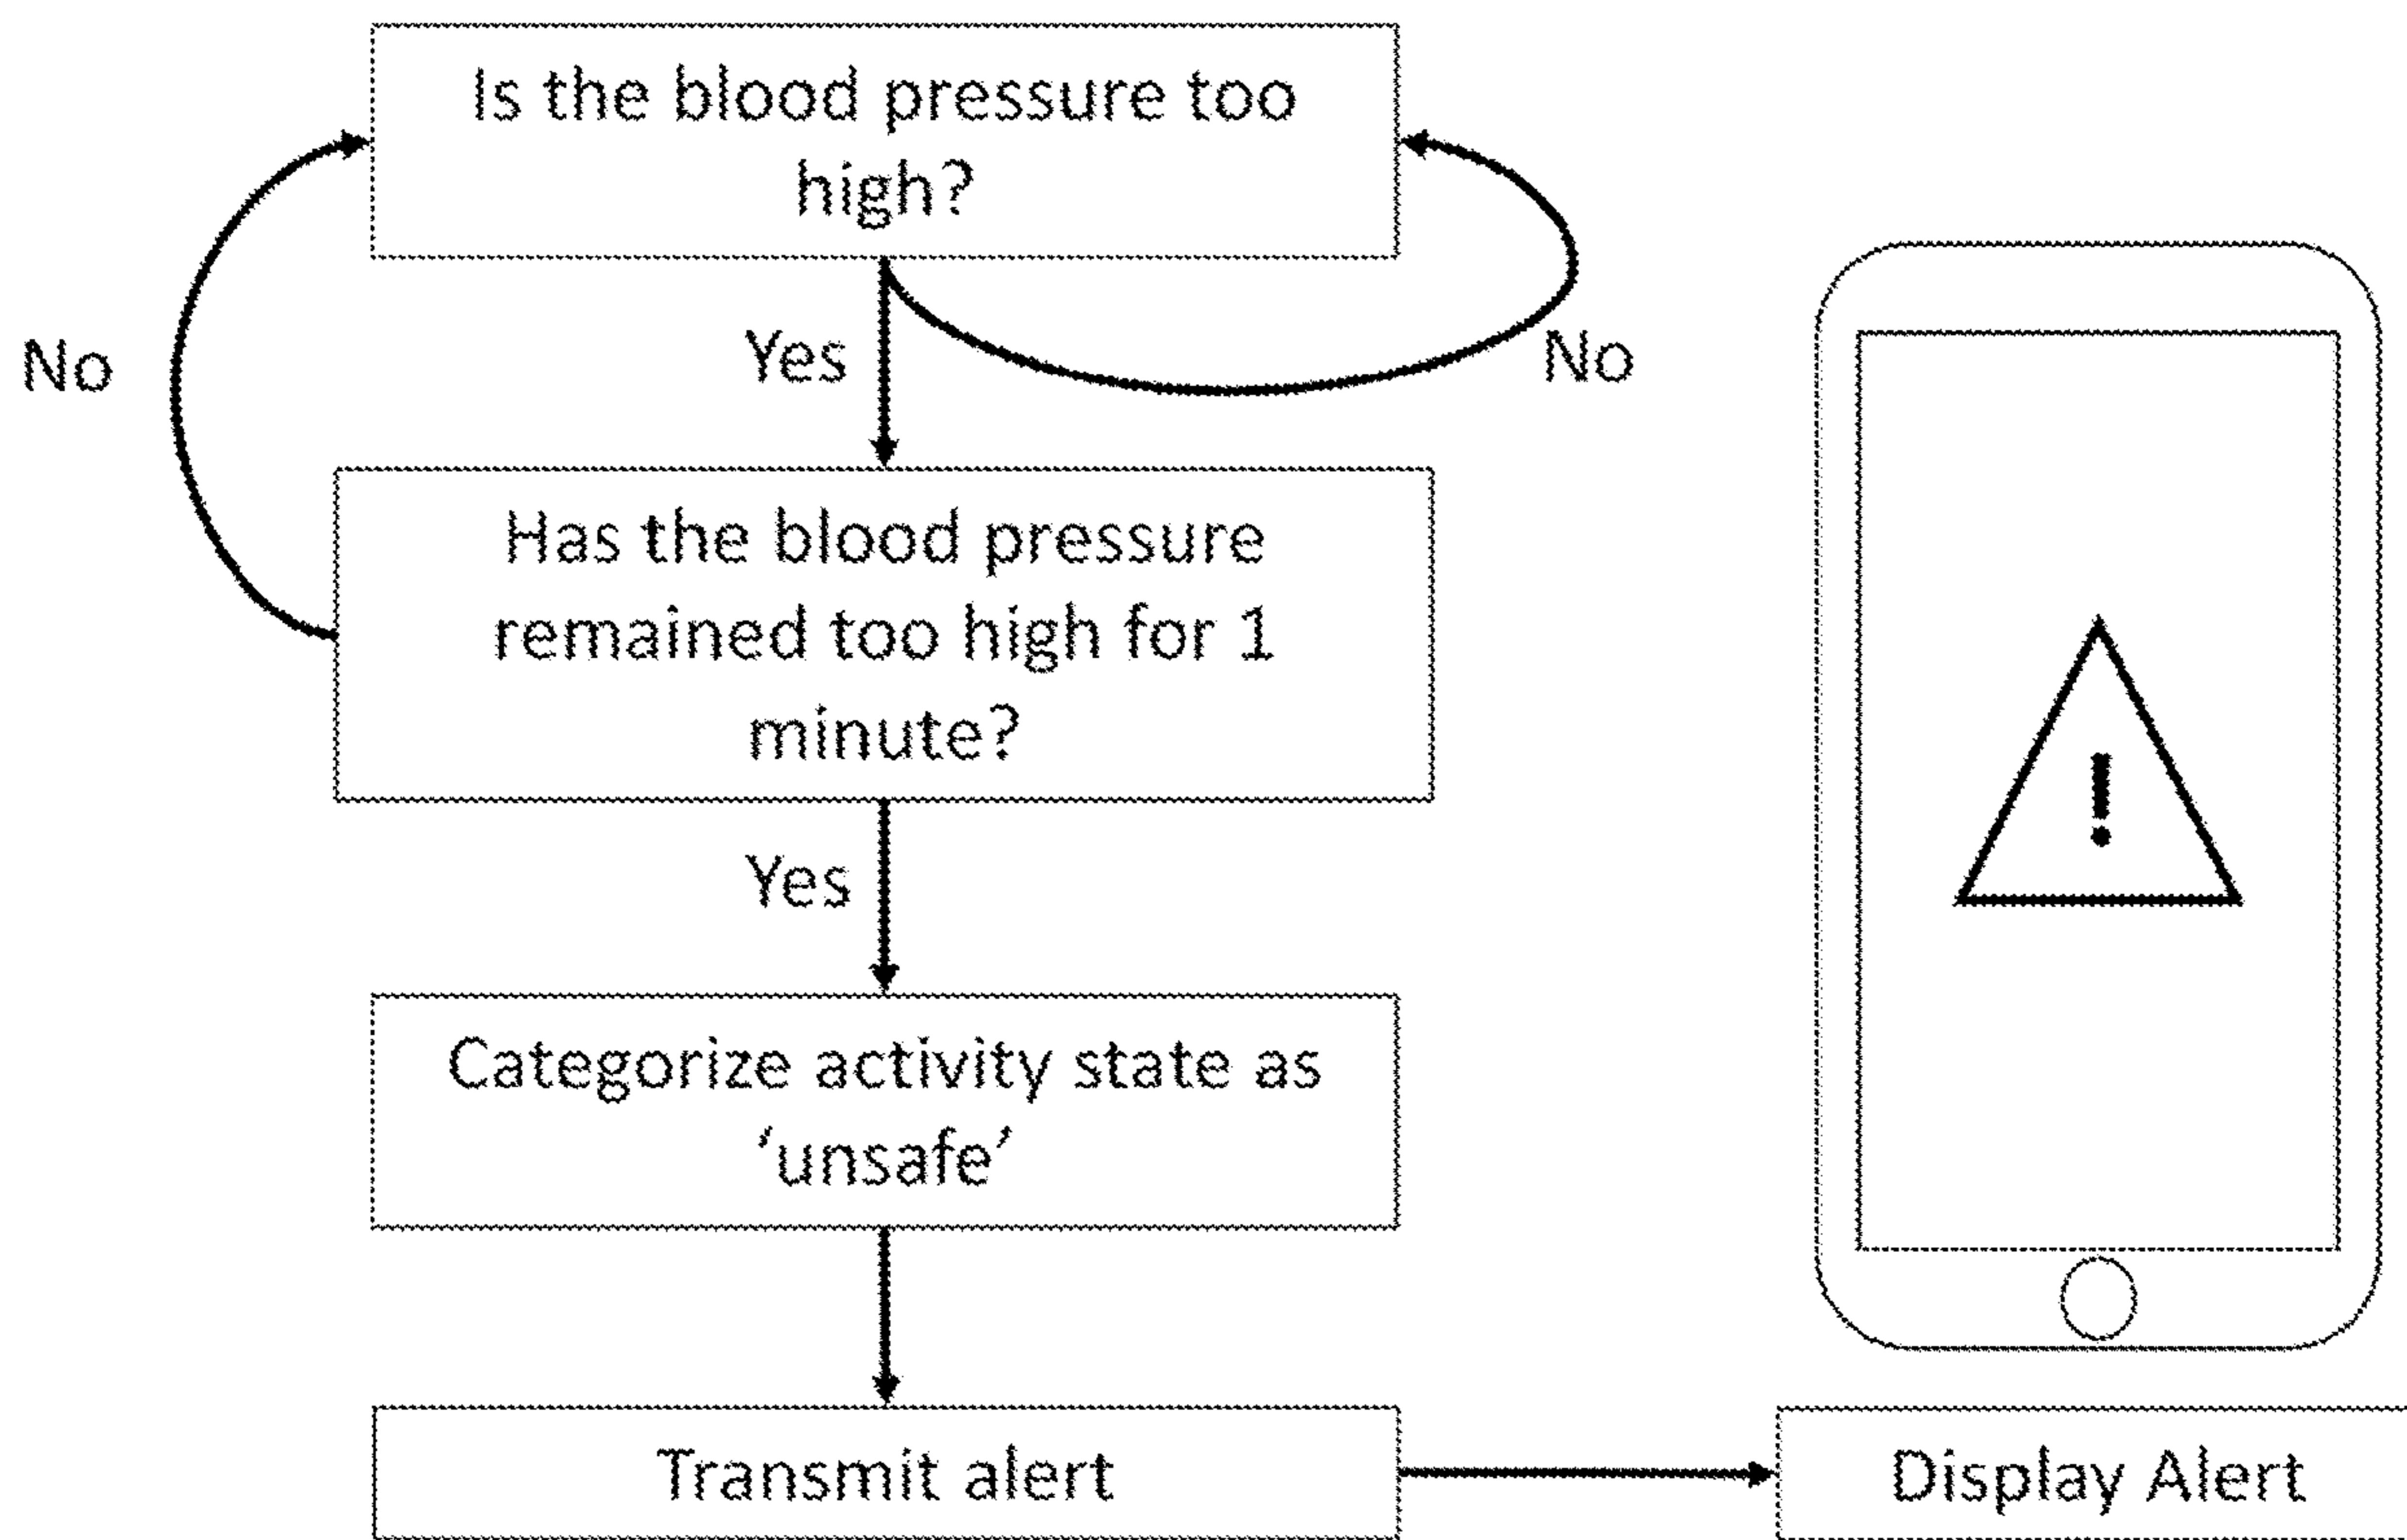 Is the blood pressure too
high?
No
Yes
No
Has the blood pressure
remained too high for 1
minute?
Yes
Categorize activity state as
‘unsafe’
!
Transmit alert
Display Alert